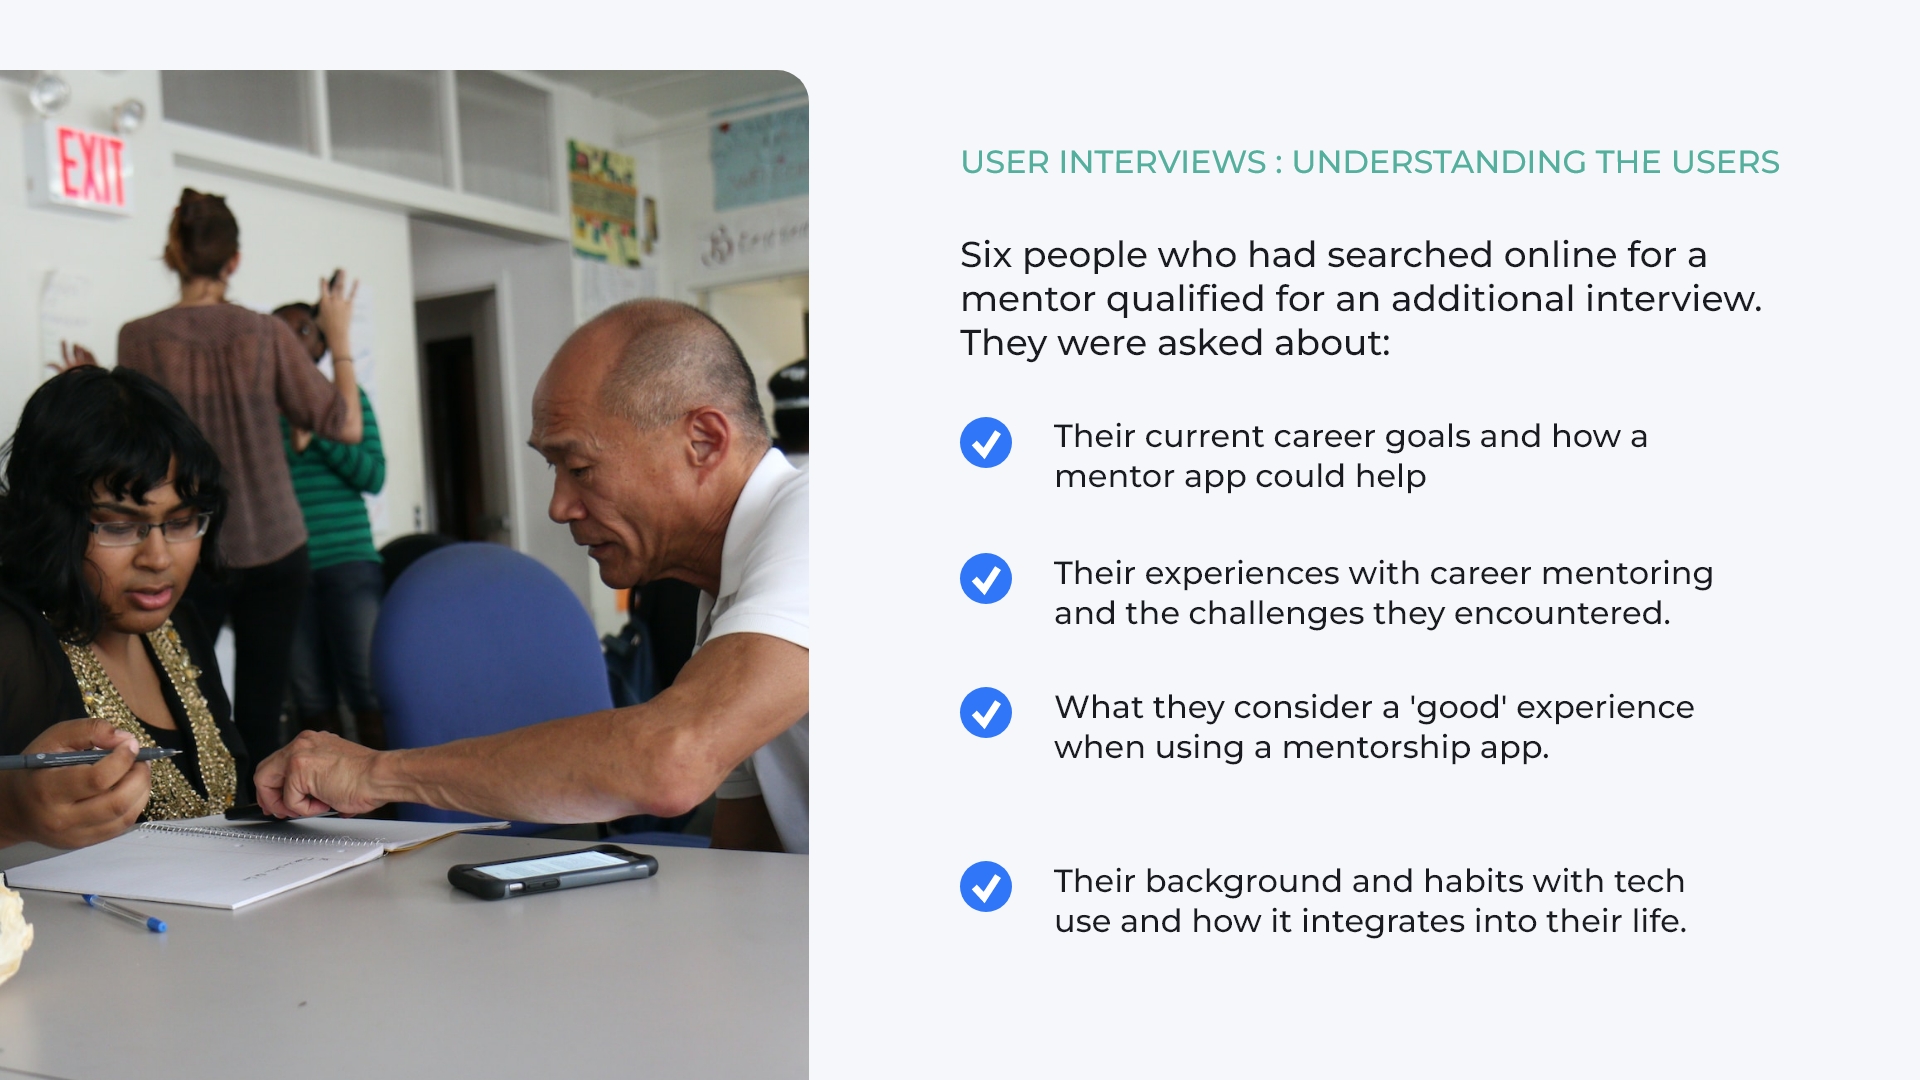 EXIT
USER INTERVIEWS : UNDERSTANDING THE USERS
Six people who had searched online for a
mentor qualified for an additional interview.
They were asked about:
Their current career goals and how a
mentor app could help
Their experiences with career mentoring
and the challenges they encountered.
What they consider a 'good' experience
when using a mentorship app.
Their background and habits with tech
use and how it integrates into their life.